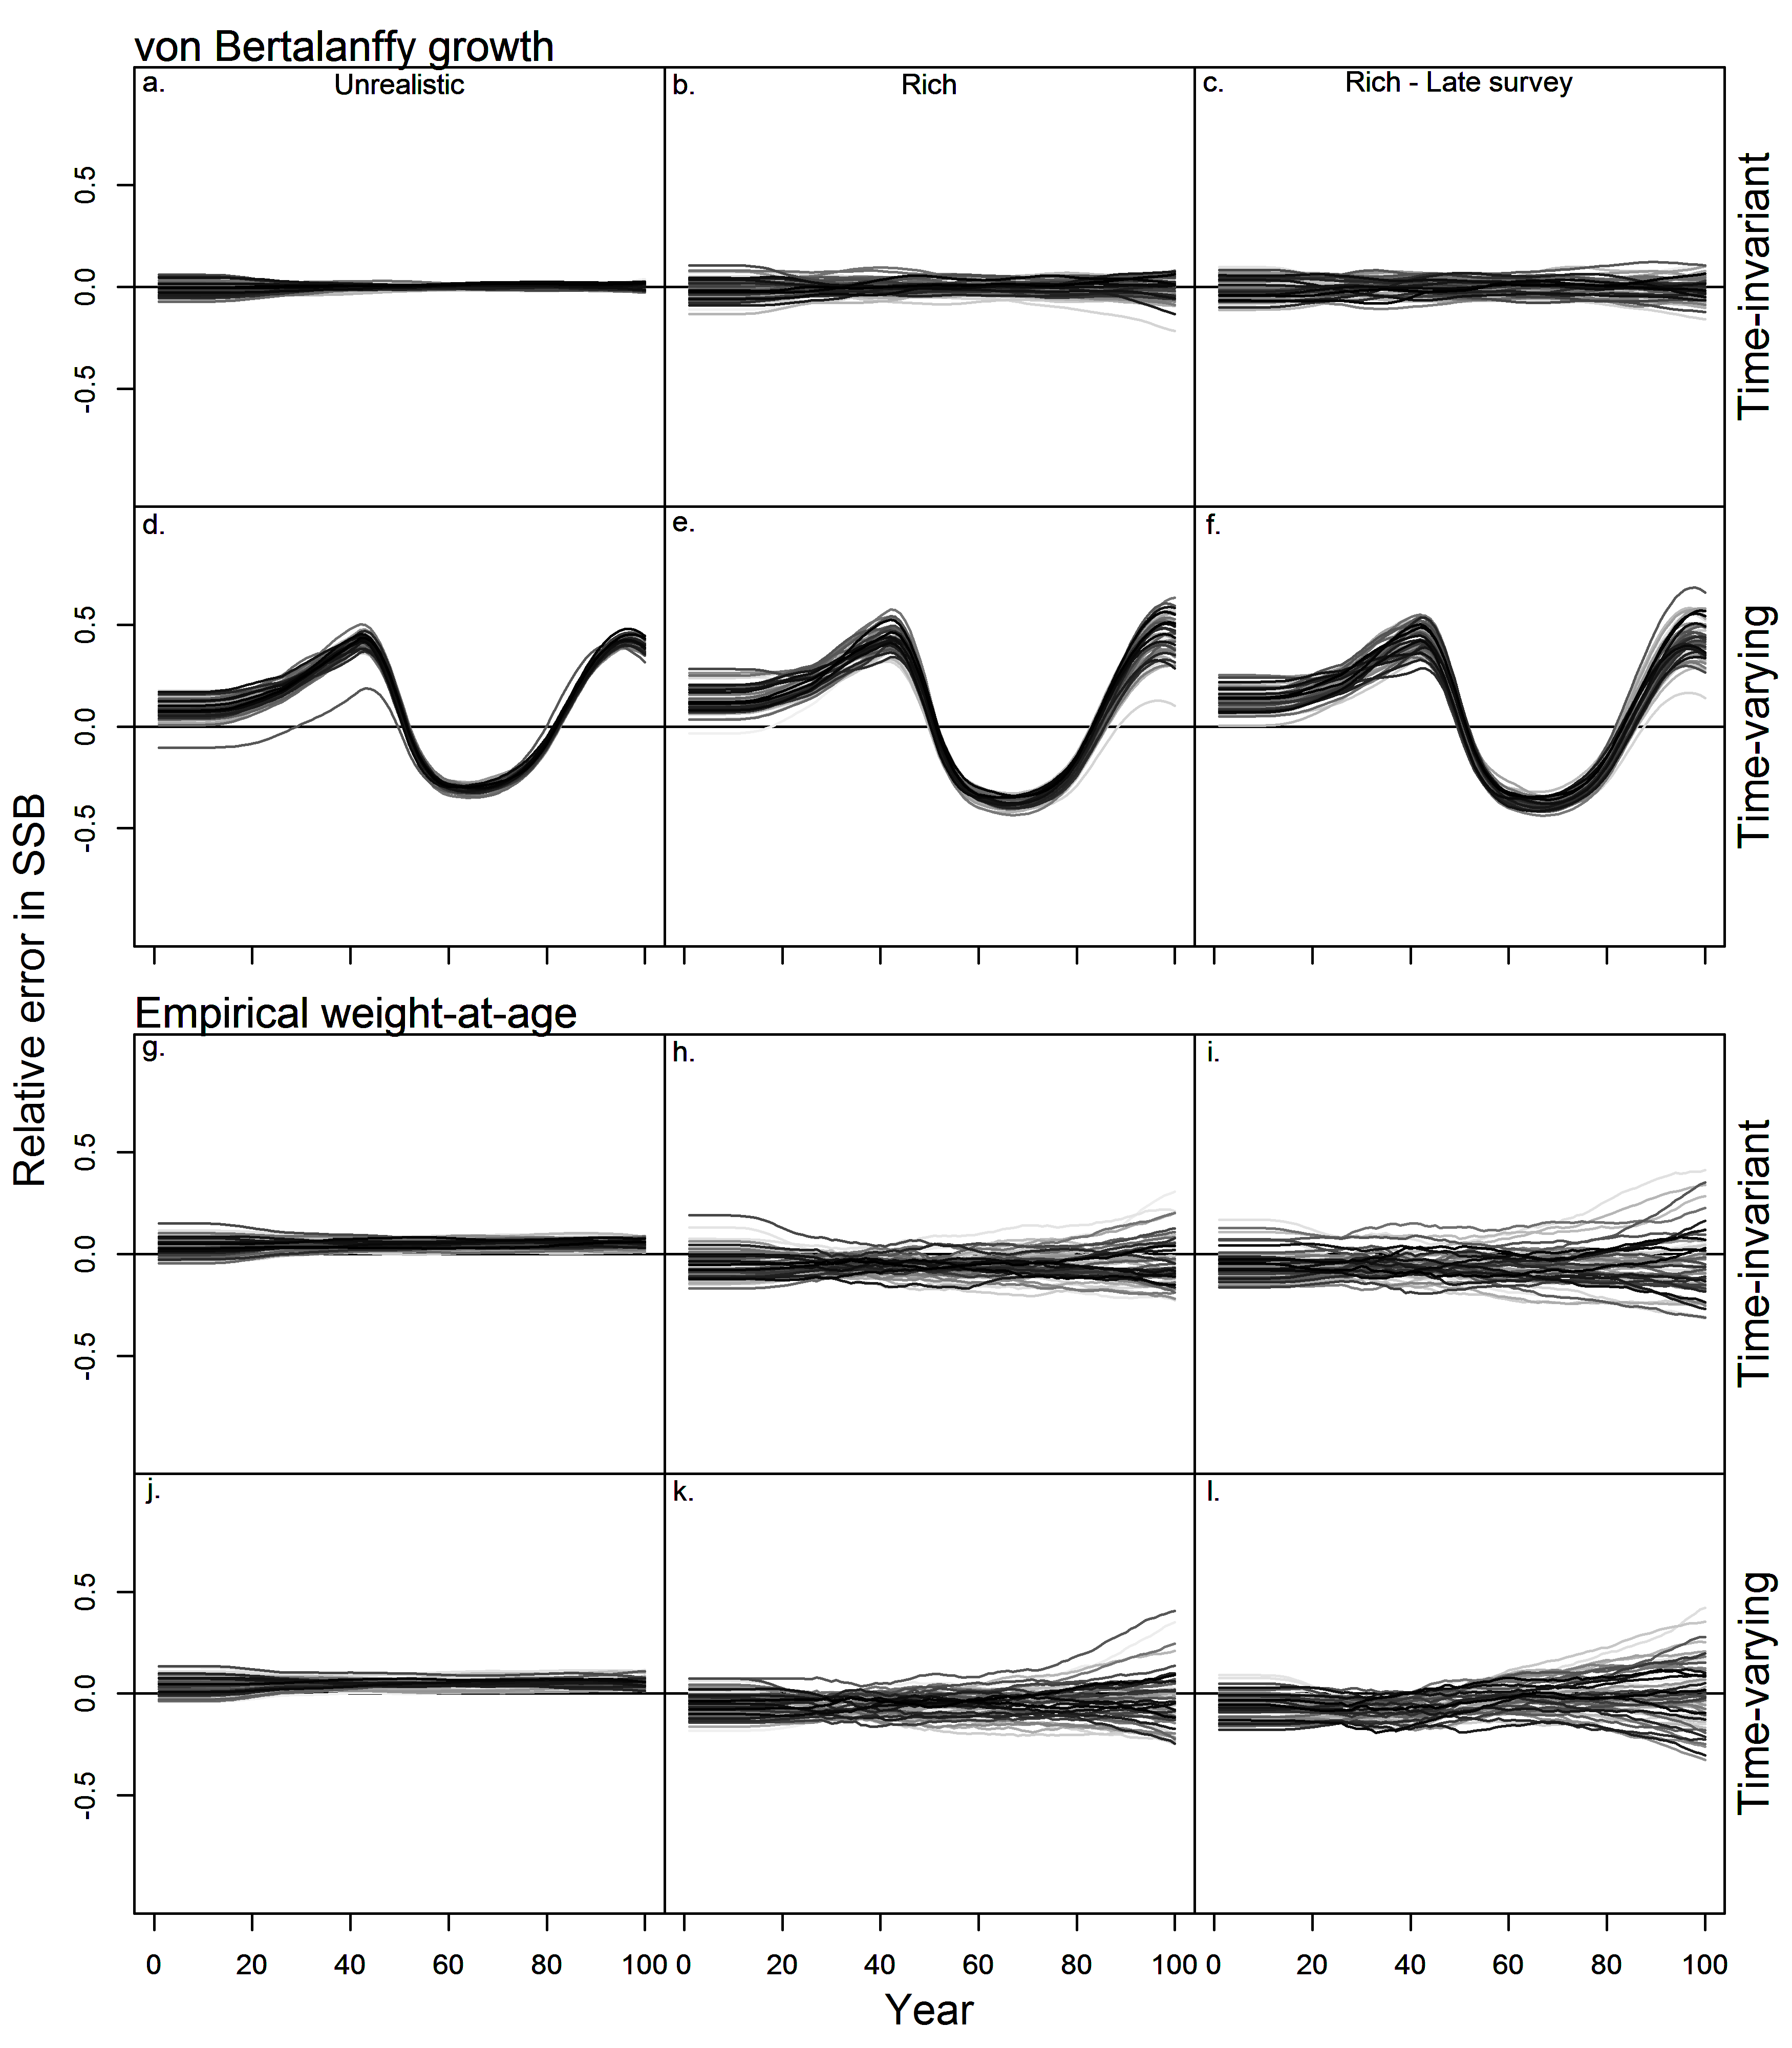 von Bertalanffy growth
a. Unrealistic b. Rich c. Rich - Late survey
0.5
0.0
-0.5
Time-invariant
d. e. f.
0.5
0.0
-0.5
Time-varying
Relative error in SSB
Empirical weight-at-age
g. h. i.
0.5
0.0
-0.5
Time-invariant
j. k. l.
0.5
0.0
-0.5
Time-varying
0 20 40 60 80 100 0 20 40 60 80 100 0 20 40 60 80 100
Year